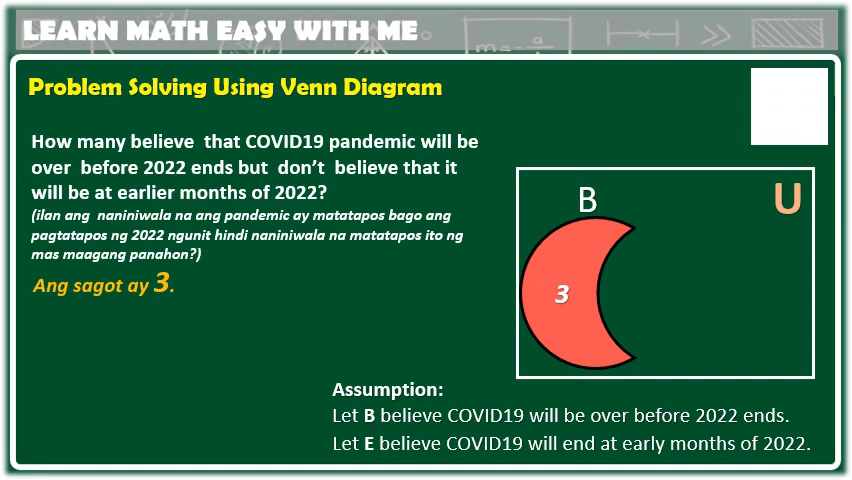 LEARN MATH EASY WITH ME
Problem Solving Using Venn Diagram
How many believe that COVID19 pandemic will be
over before 2022 ends but don't believe that it
will be at earlier months of 2022?
(ilan ang naniniwala na ang pandemic ay matatapos bago ang
pagtatapos ng 2022 ngunit hindi naniniwala na matatapos ito ng
mas maagang panahon?)
Ang sagot ay 3.
B
U
3
Assumption:
Let B believe COVID19 will be over before 2022 ends.
Let E believe COVID19 will end at early months of 2022.